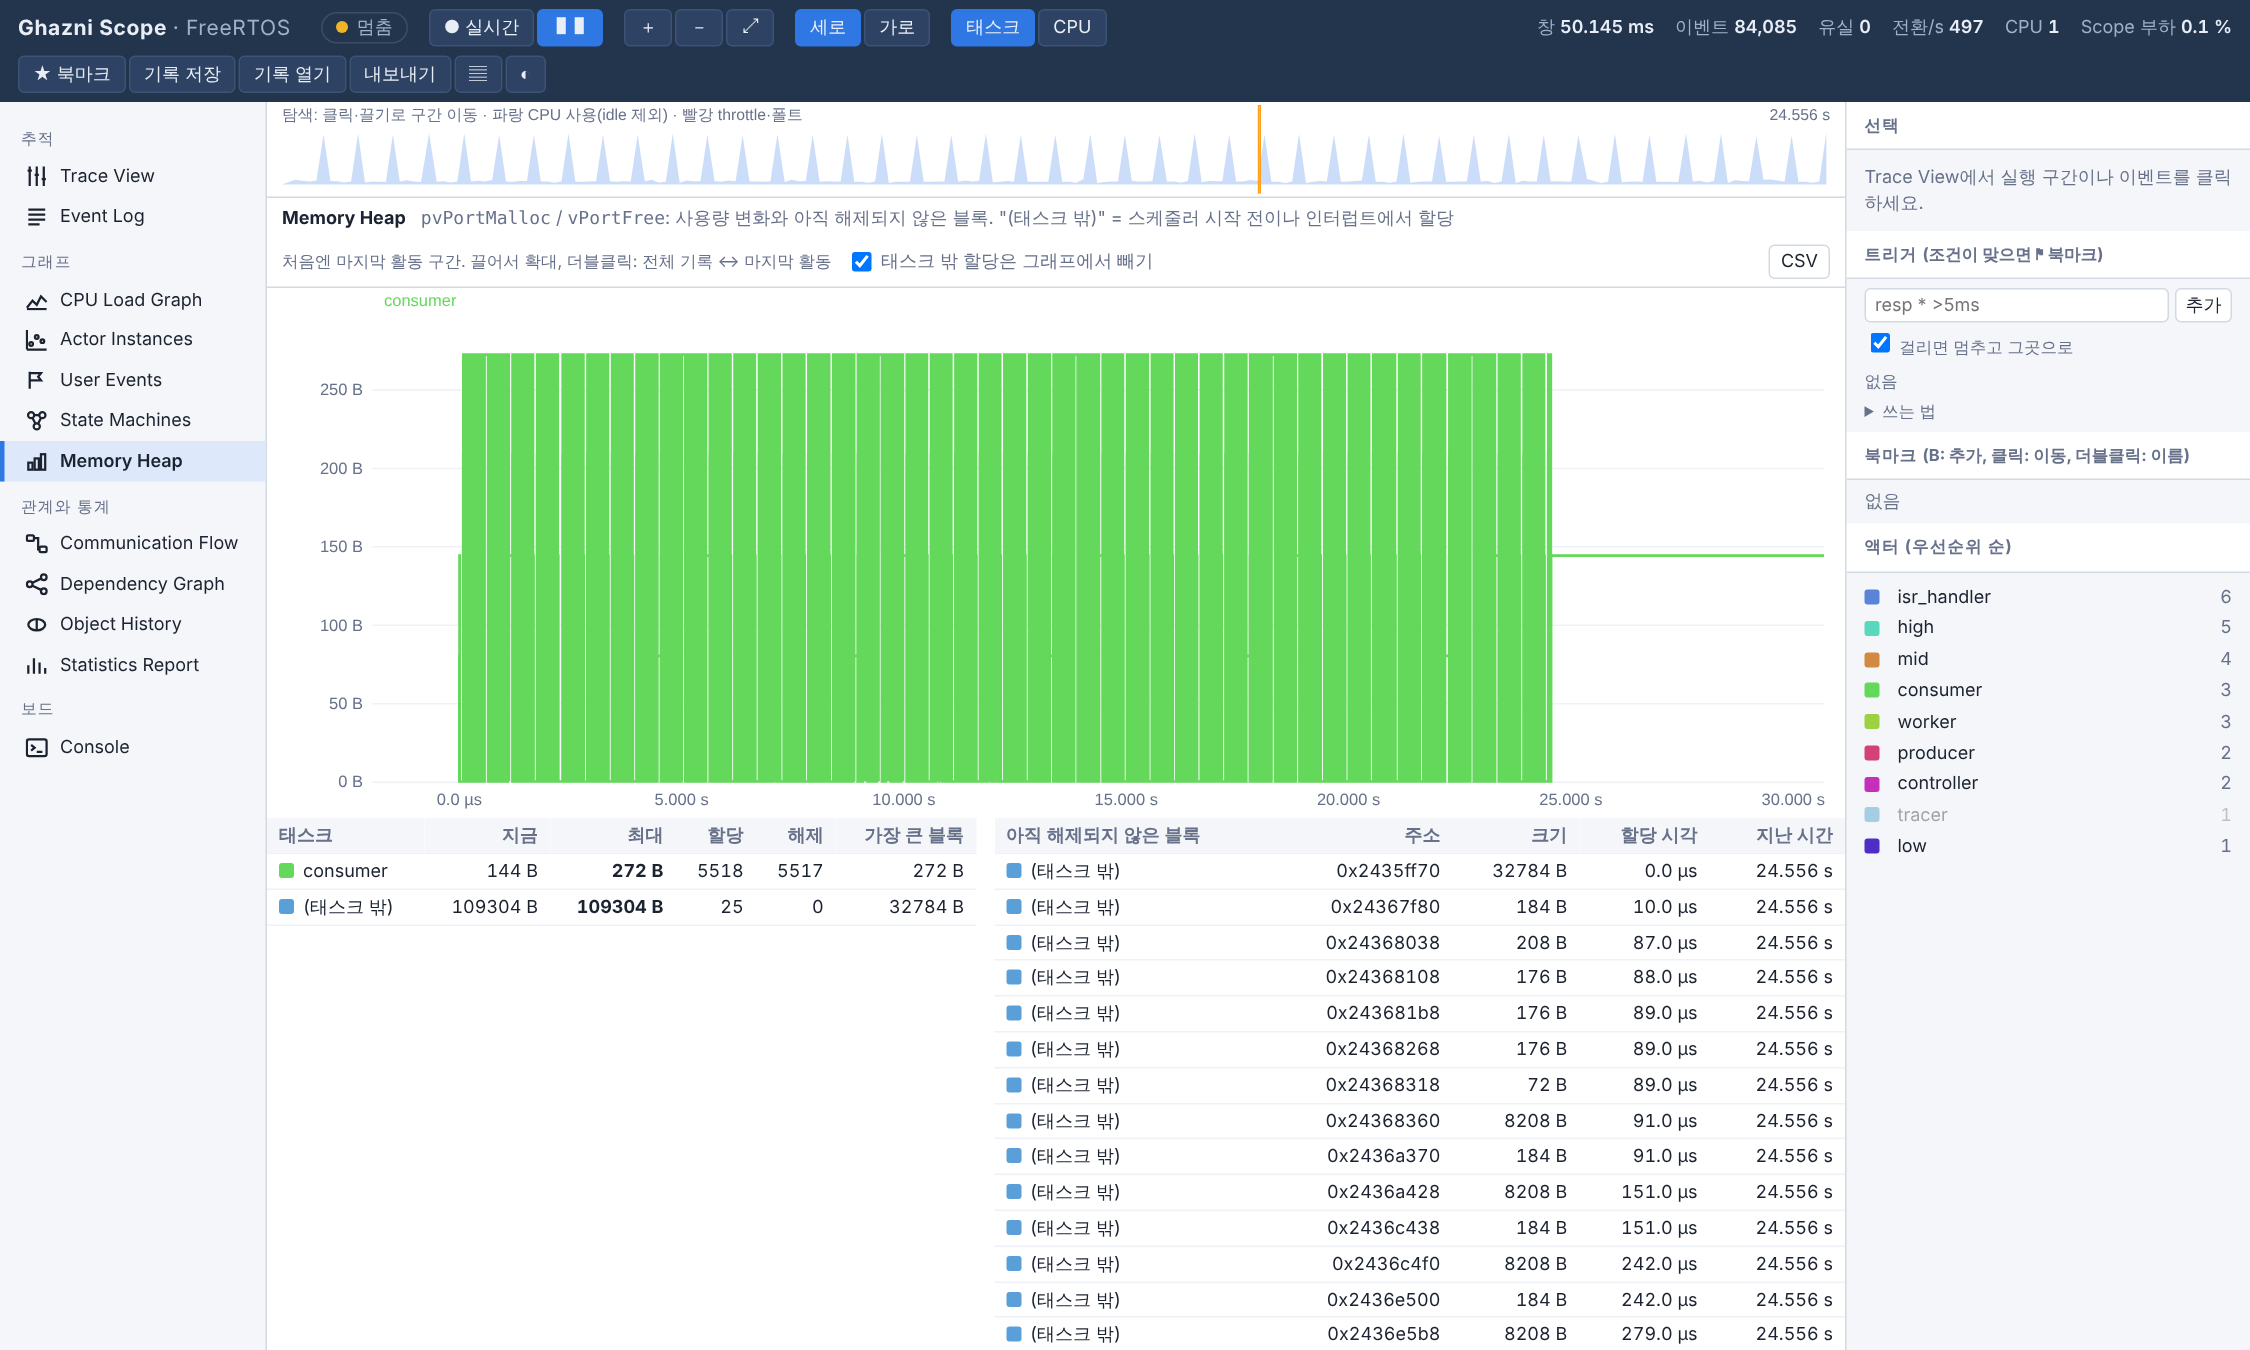 Ghazni Scope · FreeRTOS
멈춤
실시간
+
−
세로
가로
태스크
CPU
창 50.145 ms
이벤트 84,085
유실 0
전환/s 497
CPU 1
Scope 부하 0.1 %
★ 북마크
기록 저장
기록 열기
내보내기
추적
Trace View
Event Log
그래프
CPU Load Graph
Actor Instances
User Events
State Machines
Memory Heap
관계와 통계
Communication Flow
Dependency Graph
Object History
Statistics Report
보드
Console
탐색: 클릭·끌기로 구간 이동 · 파랑 CPU 사용(idle 제외) · 빨강 throttle·폴트
24.556 s
Memory Heap pvPortMalloc / vPortFree: 사용량 변화와 아직 해제되지 않은 블록. "(태스크 밖)" = 스케줄러 시작 전이나 인터럽트에서 할당
처음엔 마지막 활동 구간. 끌어서 확대, 더블클릭: 전체 기록 ↔ 마지막 활동
태스크 밖 할당은 그래프에서 빼기
CSV
consumer
250 B
200 B
150 B
100 B
50 B
0 B
0.0 µs 5.000 s 10.000 s 15.000 s 20.000 s 25.000 s 30.000 s
태스크 지금 최대 할당 해제 가장 큰 블록
consumer 144 B 272 B 5518 5517 272 B
(태스크 밖) 109304 B 109304 B 25 0 32784 B
아직 해제되지 않은 블록 주소 크기 할당 시각 지난 시간
(태스크 밖) 0x2435ff70 32784 B 0.0 µs 24.556 s
(태스크 밖) 0x24367f80 184 B 10.0 µs 24.556 s
(태스크 밖) 0x24368038 208 B 87.0 µs 24.556 s
(태스크 밖) 0x24368108 176 B 88.0 µs 24.556 s
(태스크 밖) 0x243681b8 176 B 89.0 µs 24.556 s
(태스크 밖) 0x24368268 176 B 89.0 µs 24.556 s
(태스크 밖) 0x24368318 72 B 89.0 µs 24.556 s
(태스크 밖) 0x24368360 8208 B 91.0 µs 24.556 s
(태스크 밖) 0x2436a370 184 B 91.0 µs 24.556 s
(태스크 밖) 0x2436a428 8208 B 151.0 µs 24.556 s
(태스크 밖) 0x2436c438 184 B 151.0 µs 24.556 s
(태스크 밖) 0x2436c4f0 8208 B 242.0 µs 24.556 s
(태스크 밖) 0x2436e500 184 B 242.0 µs 24.556 s
(태스크 밖) 0x2436e5b8 8208 B 279.0 µs 24.556 s
선택
Trace View에서 실행 구간이나 이벤트를 클릭
하세요.
트리거 (조건이 맞으면 ⚑ 북마크)
resp * >5ms
추가
걸리면 멈추고 그곳으로
없음
▶ 쓰는 법
북마크 (B: 추가, 클릭: 이동, 더블클릭: 이름)
없음
액터 (우선순위 순)
isr_handler 6
high 5
mid 4
consumer 3
worker 3
producer 2
controller 2
tracer 1
low 1